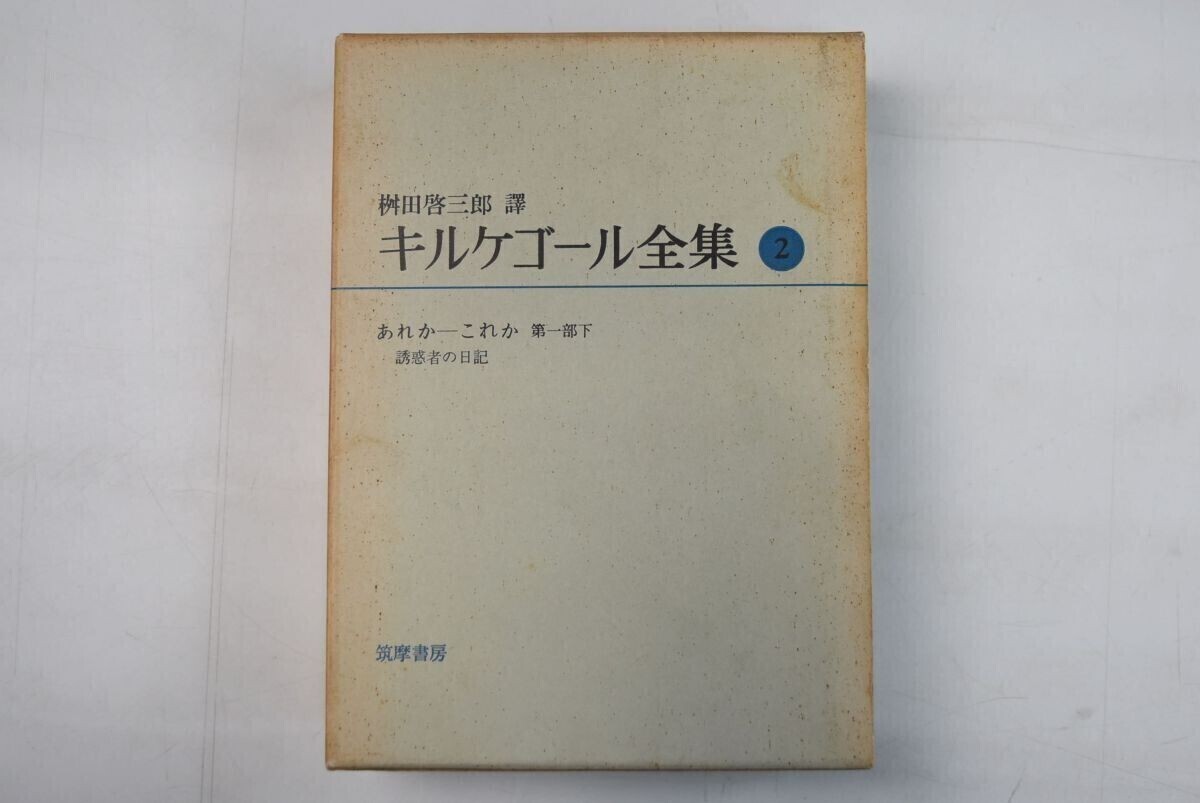 桝田啓三郎 譯
キルケゴール全集 2
あれか─これか 第一部下
誘惑者の日記
筑摩書房